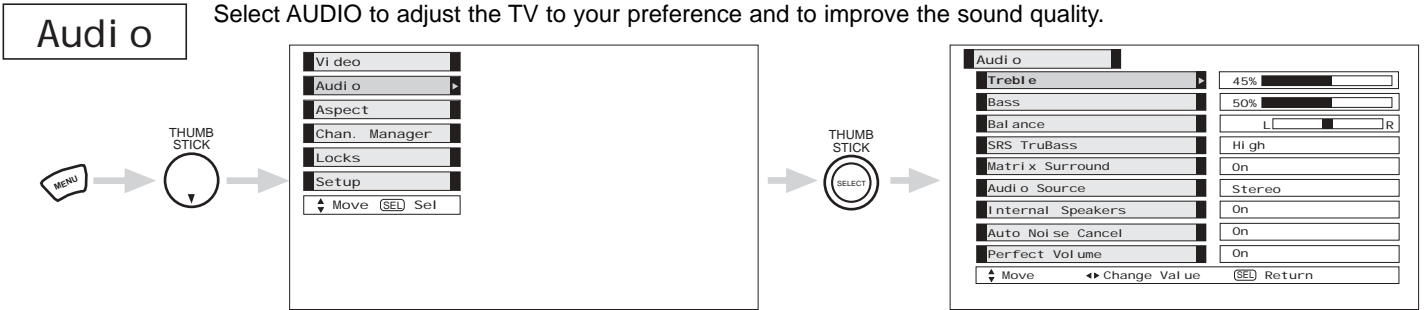 Audio
Select AUDIO to adjust the TV to your preference and to improve the sound quality.
MENU
THUMB
STICK
Video
Audio
Aspect
Chan. Manager
Locks
Setup
Move SEL Sel
THUMB
STICK
SELECT
Audio
Treble 45%
Bass 50%
Balance L R
SRS TruBass High
Matrix Surround On
Audio Source Stereo
Internal Speakers On
Auto Noise Cancel On
Perfect Volume On
Move Change Value SEL Return